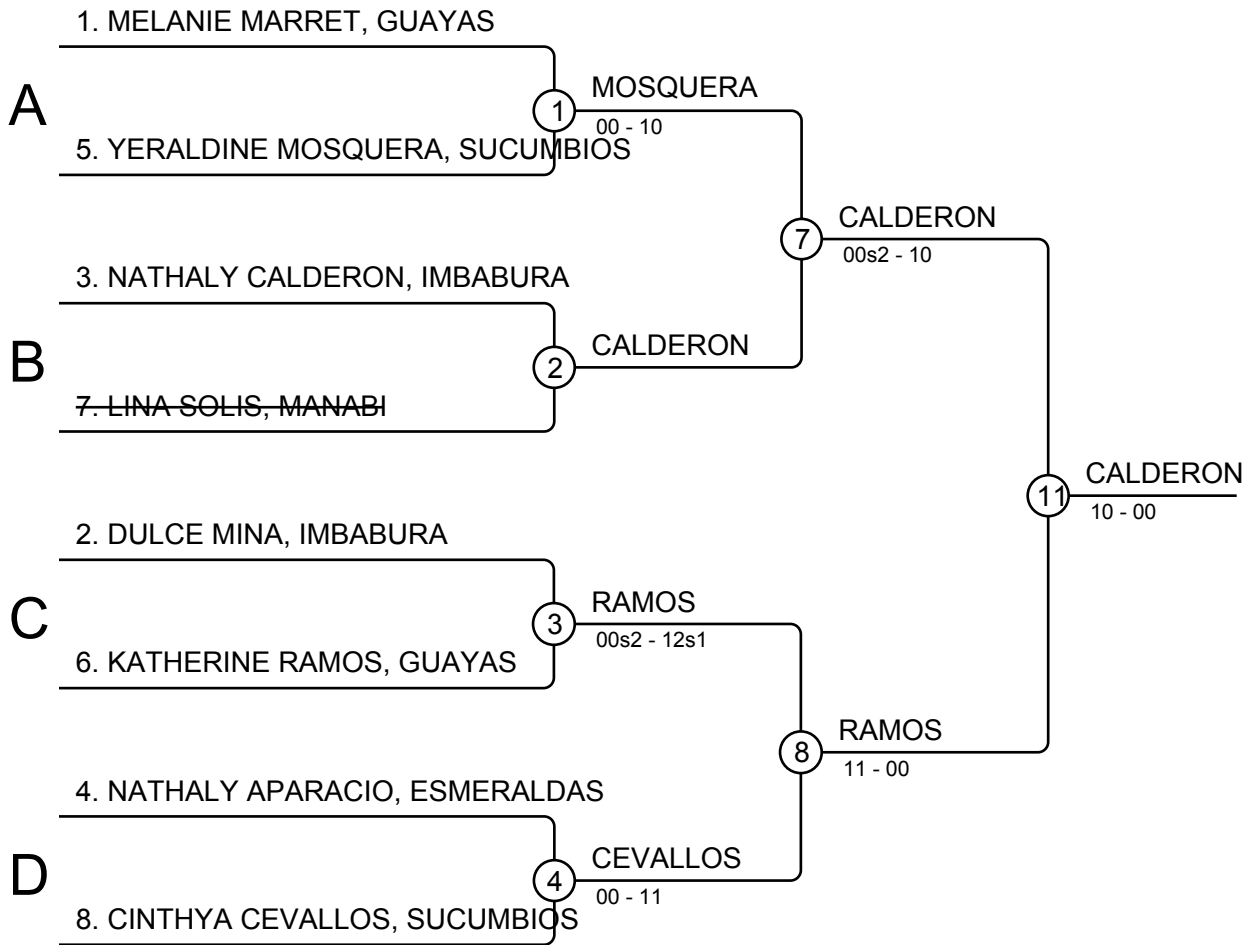 1. MELANIE MARRET, GUAYAS
A
1
MOSQUERA
00 - 10
5. YERALDINE MOSQUERA, SUCUMBIOS
7
CALDERON
00s2 - 10
3. NATHALY CALDERON, IMBABURA
B
2
CALDERON
7. LINA SOLIS, MANABI
11
CALDERON
10 - 00
2. DULCE MINA, IMBABURA
C
3
RAMOS
00s2 - 12s1
6. KATHERINE RAMOS, GUAYAS
8
RAMOS
11 - 00
4. NATHALY APARACIO, ESMERALDAS
D
4
CEVALLOS
00 - 11
8. CINTHYA CEVALLOS, SUCUMBIOS